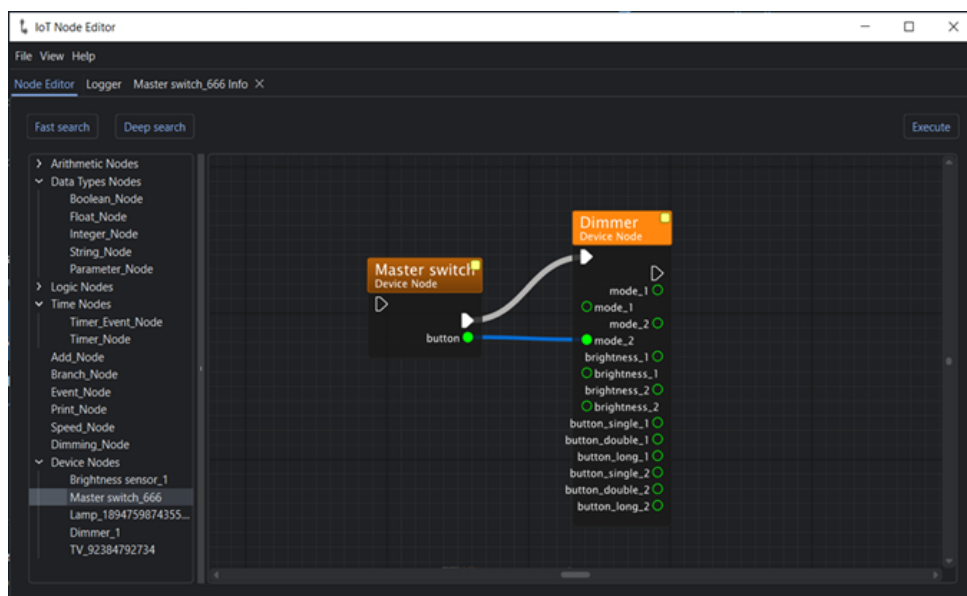 IoT Node Editor
File View Help
Node Editor Logger Master switch_666 Info
Fast search Deep search Execute
Arithmetic Nodes
Data Types Nodes
Boolean_Node
Float_Node
Integer_Node
String_Node
Parameter_Node
Logic Nodes
Time Nodes
Timer_Event_Node
Timer_Node
Add_Node
Branch_Node
Event_Node
Print_Node
Speed_Node
Dimming_Node
Device Nodes
Brightness sensor_1
Master switch_666
Lamp_1894759874355...
Dimmer_1
TV_92384792734
Master switch
Device Node
button
Dimmer
Device Node
mode_1
mode_1
mode_2
mode_2
brightness_1
brightness_1
brightness_2
brightness_2
button_single_1
button_double_1
button_long_1
button_single_2
button_double_2
button_long_2